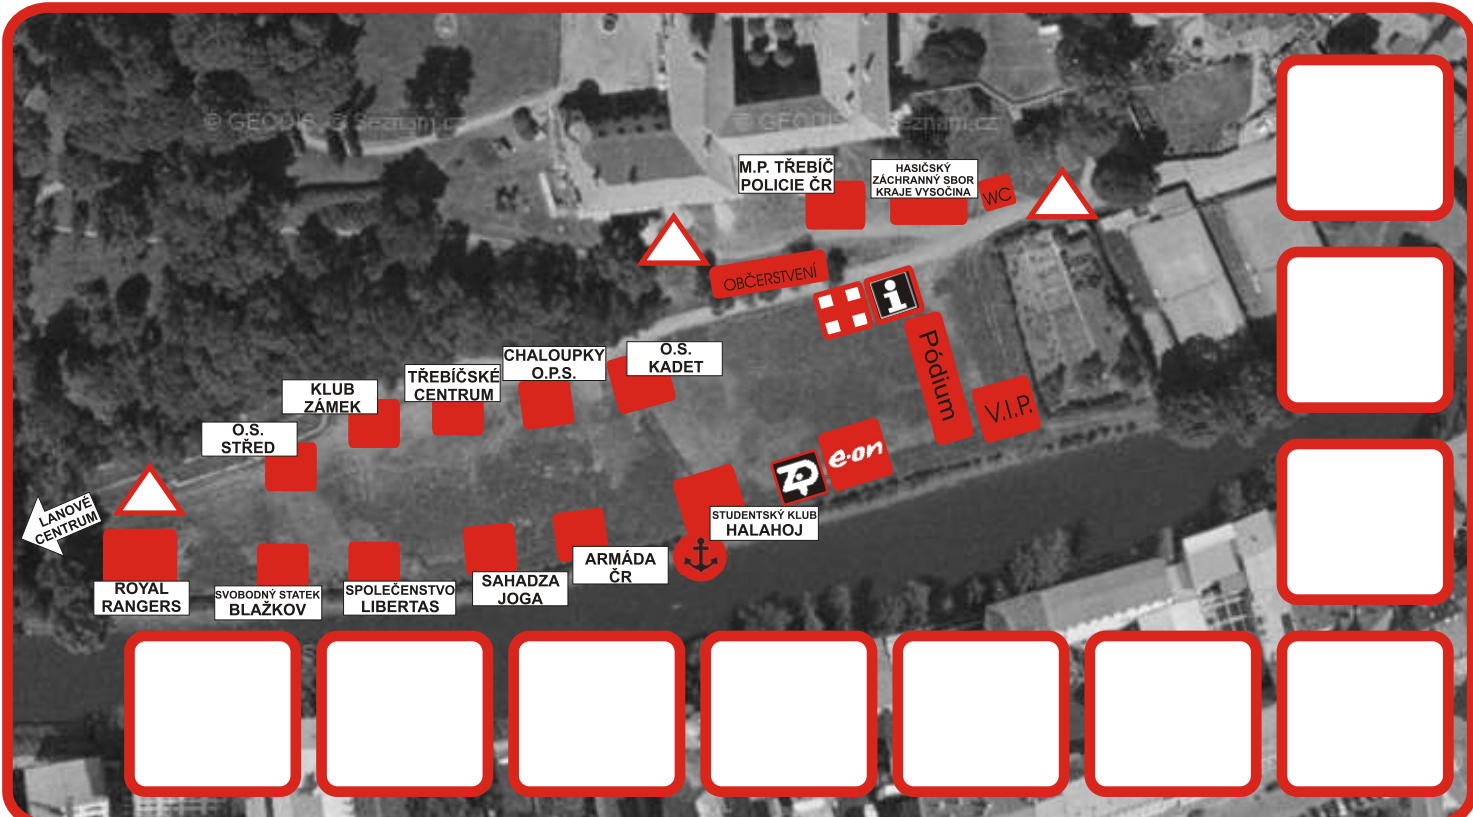 © GEODIS © Seznam.cz
© GEODIS
Seznam.cz
M.P. TŘEBÍČ
POLICIE ČR
HASIČSKÝ
ZÁCHRANNÝ SBOR
KRAJE VYSOČINA
WC
OBČERSTVENÍ
i
Pódium
V.I.P.
O.S.
KADET
CHALOUPKY
O.P.S.
TŘEBÍČSKÉ
CENTRUM
KLUB
ZÁMEK
O.S.
STŘED
e·on
ZP
LANOVÉ
CENTRUM
STUDENTSKÝ KLUB
HALAHOJ
ARMÁDA
ČR
SAHADZA
JOGA
SPOLEČENSTVO
LIBERTAS
SVOBODNÝ STATEK
BLAŽKOV
ROYAL
RANGERS